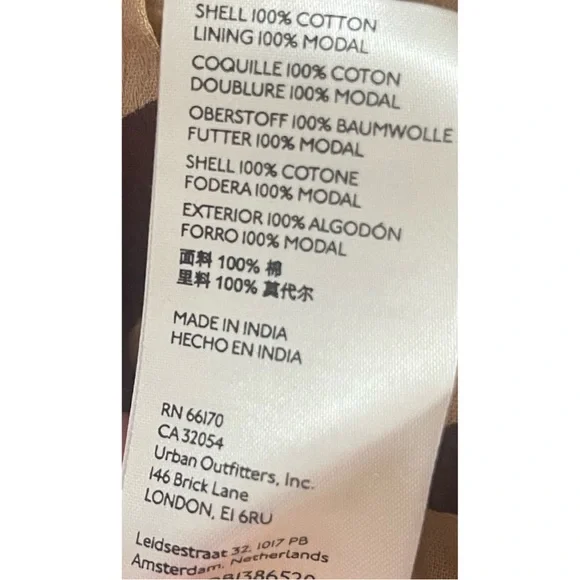 SHELL 100% COTTON
LINING 100% MODAL
COQUILLE 100% COTON
DOUBLURE 100% MODAL
OBERSTOFF 100% BAUMWOLLE
FUTTER 100% MODAL
SHELL 100% COTONE
FODERA 100% MODAL
EXTERIOR 100% ALGODÓN
FORRO 100% MODAL
面料 100% 棉
里料 100% 莫代尔
MADE IN INDIA
HECHO EN INDIA
RN 66170
CA 32054
Urban Outfitters, Inc.
146 Brick Lane
LONDON, E1 6RU
Leidsestraat 32, 1017 PB
Amsterdam, Netherlands